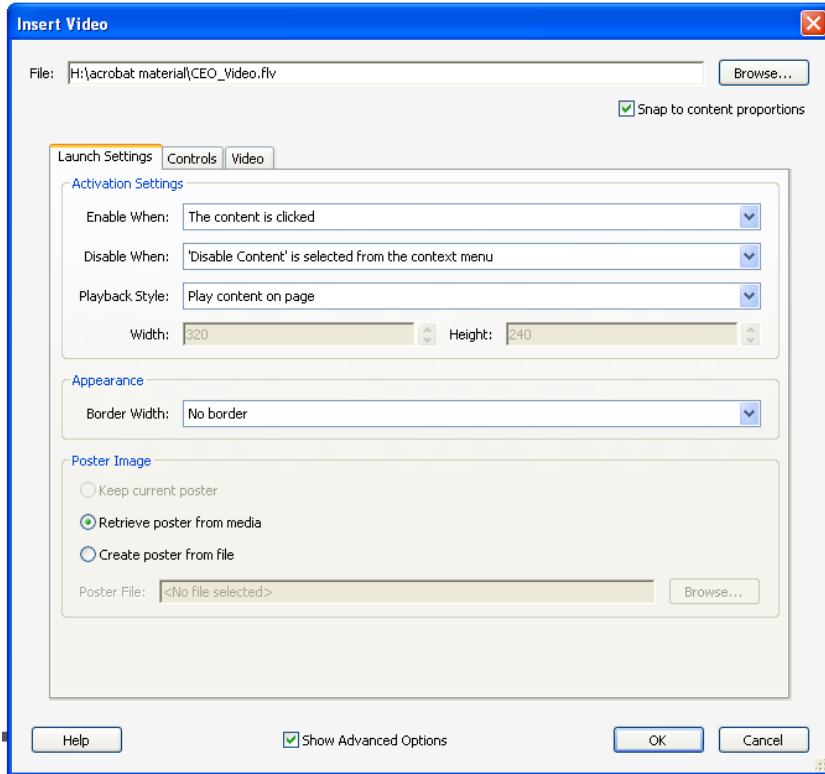 Insert Video
File: H:\acrobat material\CEO_Video.flv Browse...
Snap to content proportions
Launch Settings Controls Video
Activation Settings
Enable When: The content is clicked
Disable When: 'Disable Content' is selected from the context menu
Playback Style: Play content on page
Width: 320 Height: 240
Appearance
Border Width: No border
Poster Image
Keep current poster
Retrieve poster from media
Create poster from file
Poster File: <No file selected> Browse...
Help Show Advanced Options OK Cancel